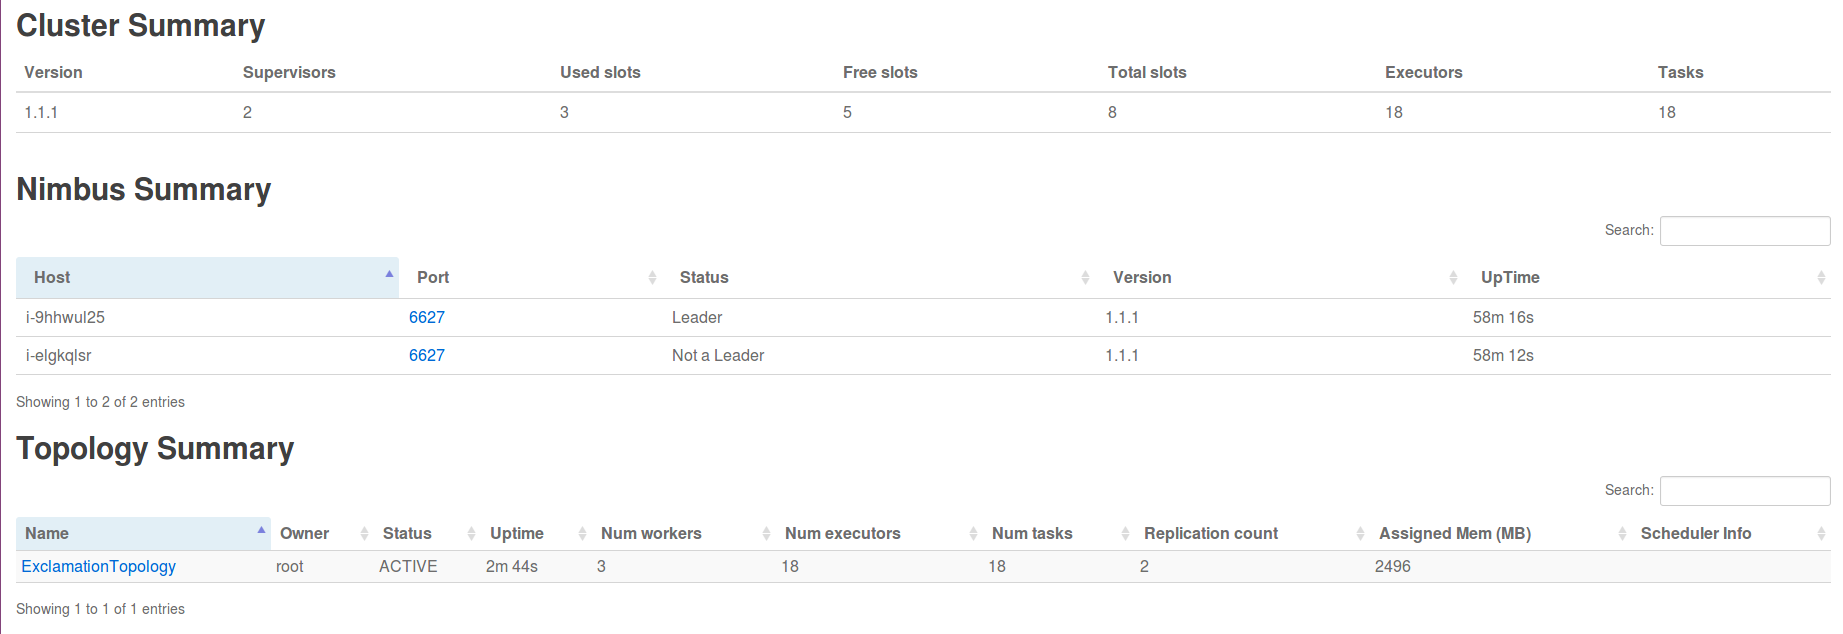 Cluster Summary
Version Supervisors Used slots Free slots Total slots Executors Tasks
1.1.1 2 3 5 8 18 18
Nimbus Summary
Search:
Host Port Status Version UpTime
i-9hhwul25 6627 Leader 1.1.1 58m 16s
i-elgkqlsr 6627 Not a Leader 1.1.1 58m 12s
Showing 1 to 2 of 2 entries
Topology Summary
Search:
Name Owner Status Uptime Num workers Num executors Num tasks Replication count Assigned Mem (MB) Scheduler Info
ExclamationTopology root ACTIVE 2m 44s 3 18 18 2 2496
Showing 1 to 1 of 1 entries